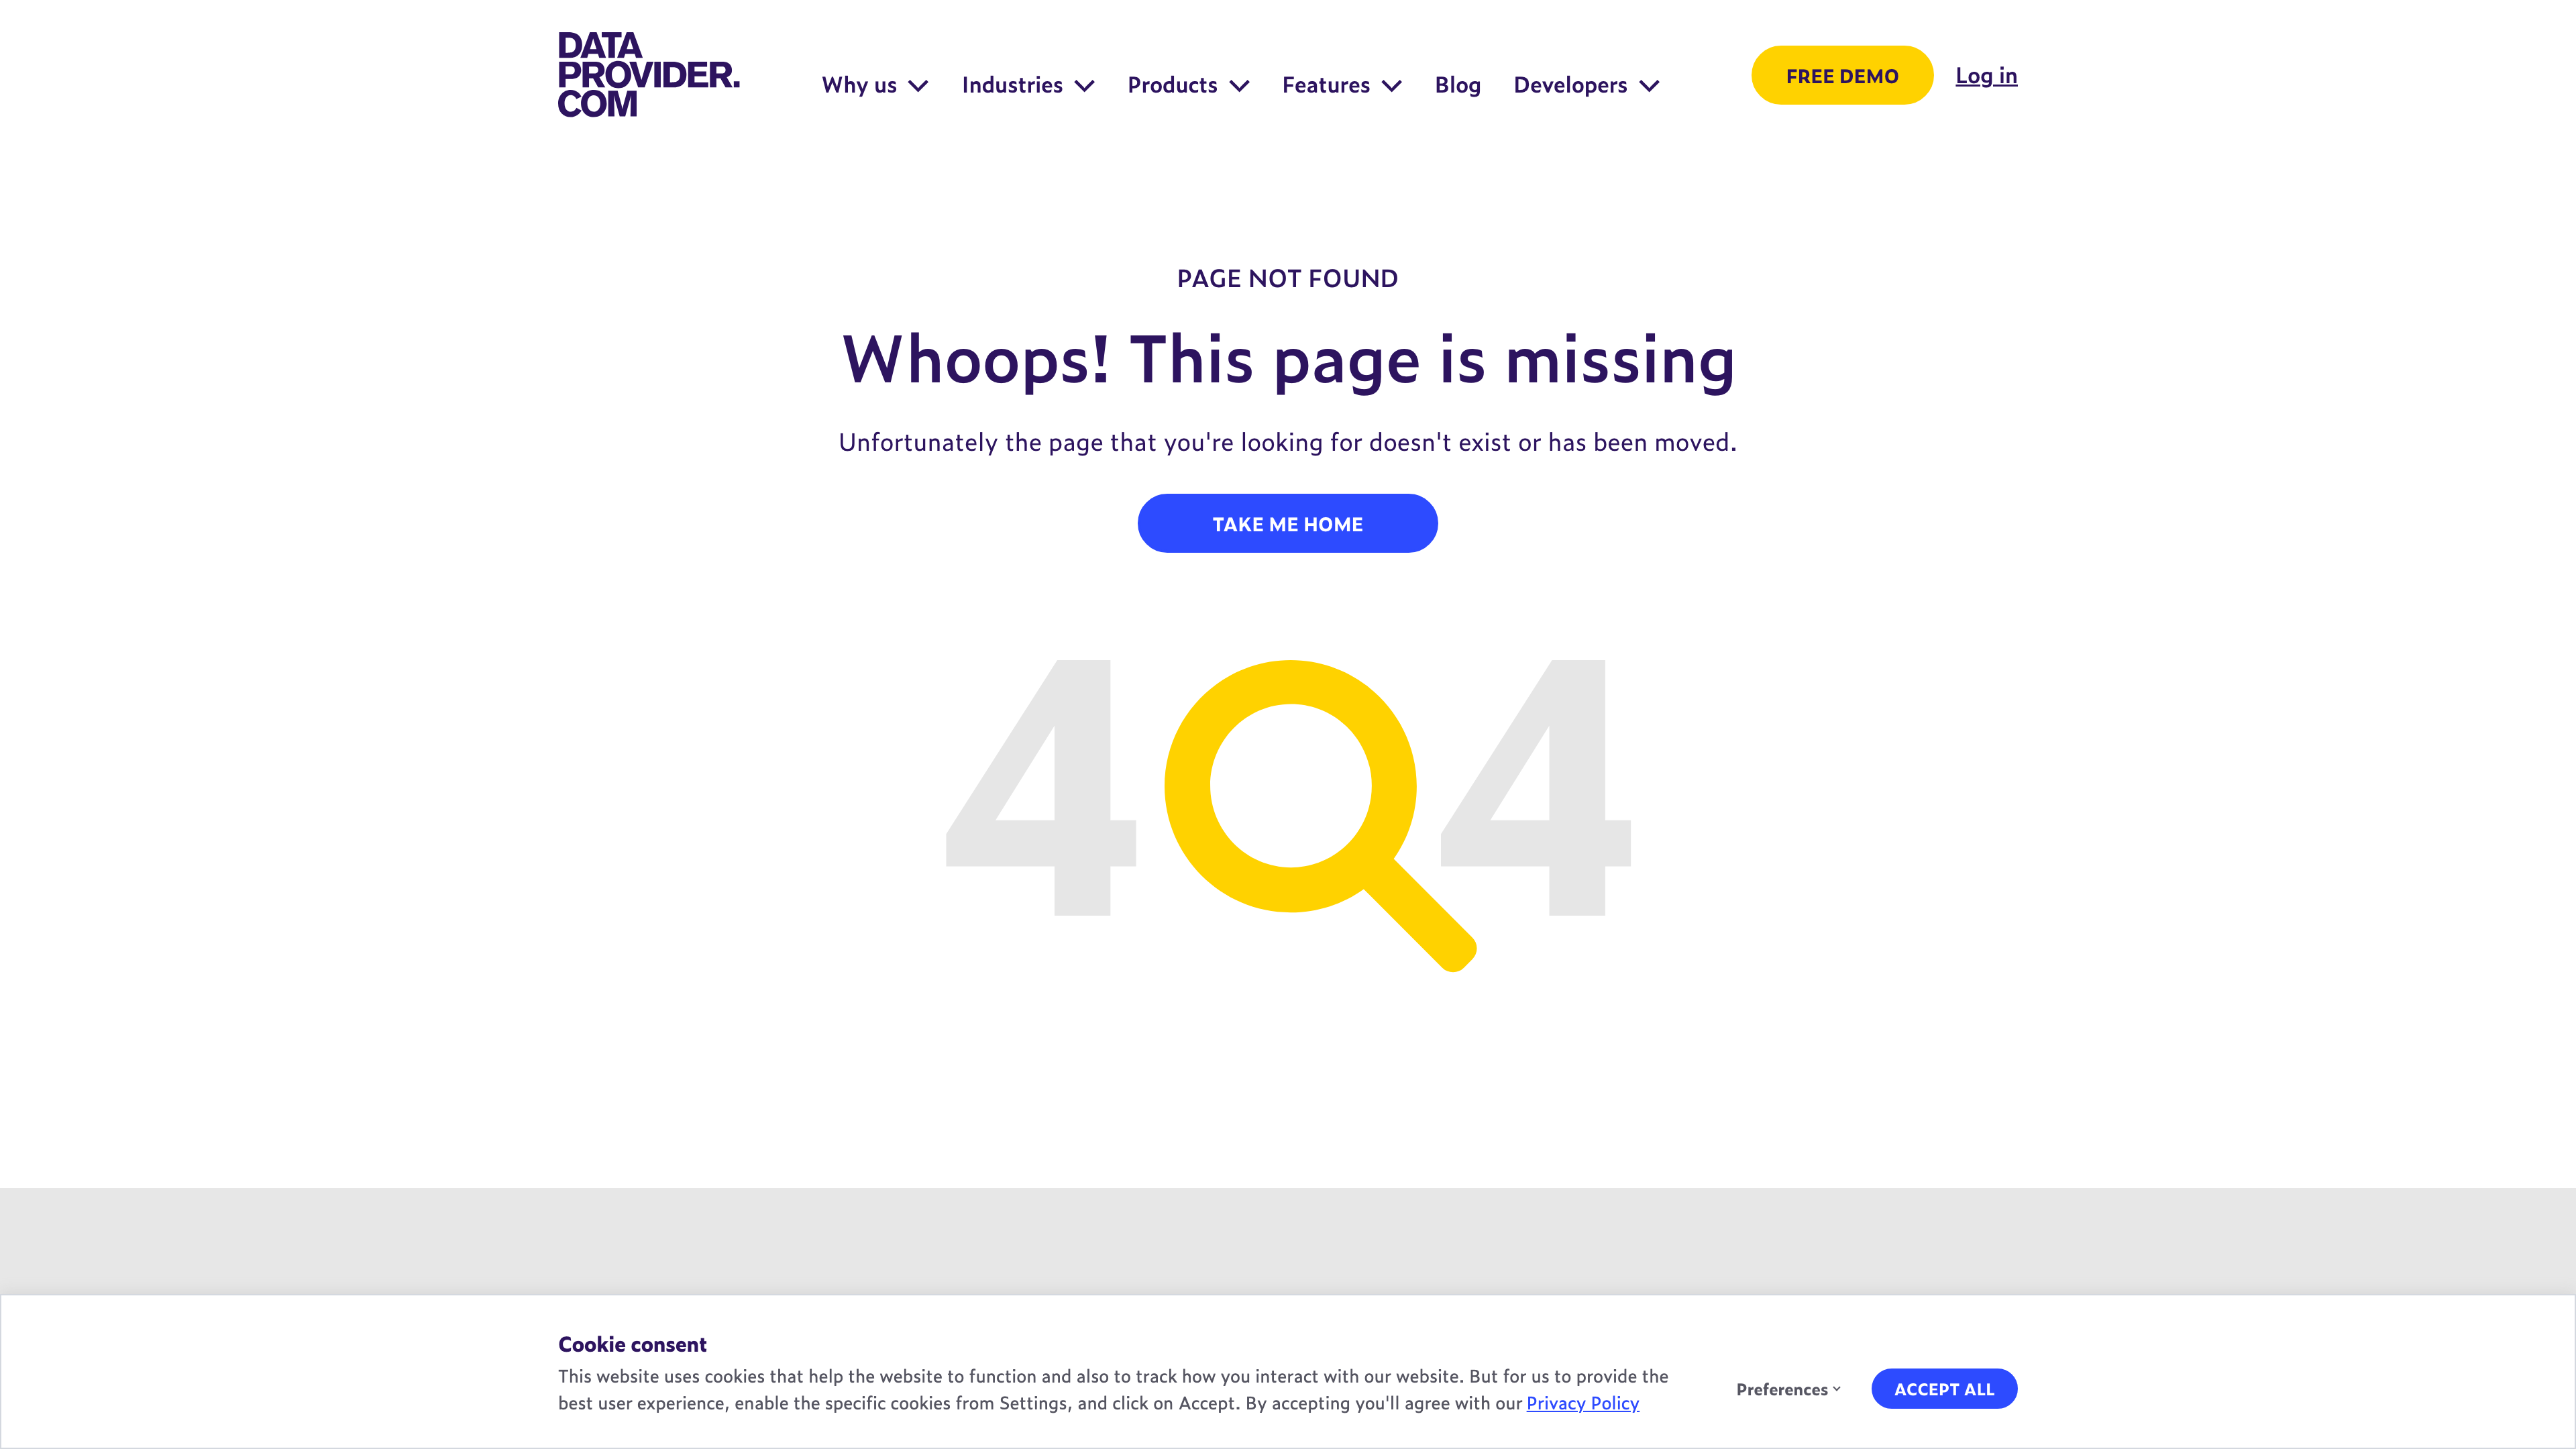 DATA
PROVIDER.
COM
Why us Industries Products Features Blog Developers FREE DEMO Log in
PAGE NOT FOUND
Whoops! This page is missing
Unfortunately the page that you're looking for doesn't exist or has been moved.
TAKE ME HOME
4 4
Cookie consent
This website uses cookies that help the website to function and also to track how you interact with our website. But for us to provide the
best user experience, enable the specific cookies from Settings, and click on Accept. By accepting you'll agree with our Privacy Policy
Preferences ACCEPT ALL